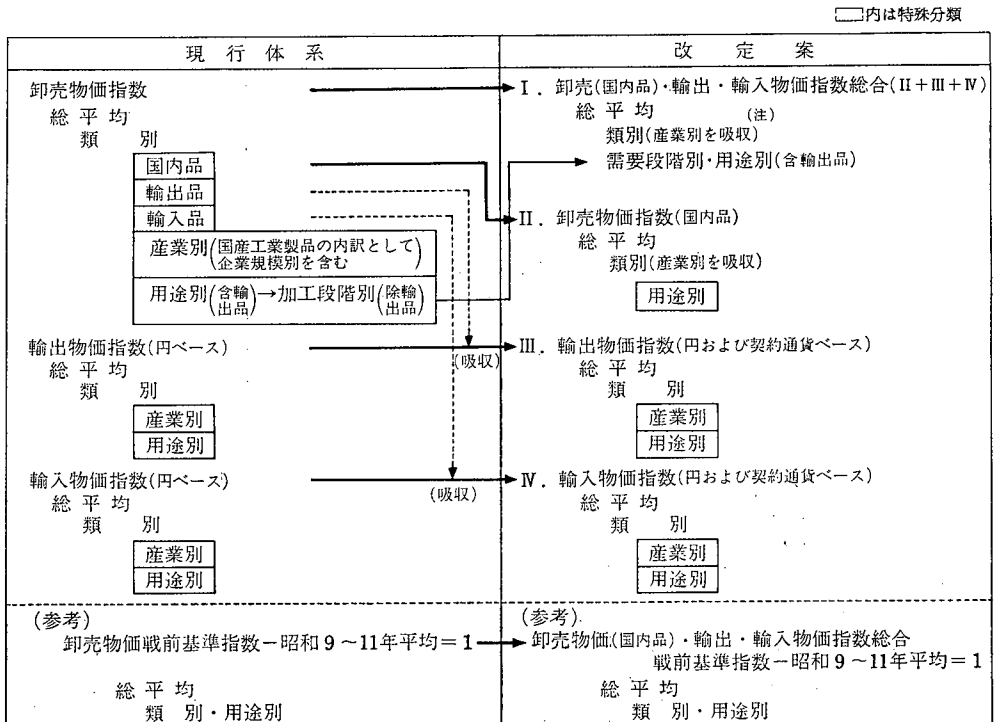 □内は特殊分類
現行体系
卸売物価指数
総平均
類別
国内品
輸出品
輸入品
産業別(国産工業製品の内訳として企業規模別を含む)
用途別(含輸出品)→加工段階別(除輸出品)
輸出物価指数(円ベース)
総平均
類別
産業別
用途別
輸入物価指数(円ベース)
総平均
類別
産業別
用途別
(吸収)
(吸収)
改定案
Ⅰ．卸売(国内品)・輸出・輸入物価指数総合(Ⅱ+Ⅲ+Ⅳ)
総平均
(注)
類別(産業別を吸収)
需要段階別・用途別(含輸出品)
Ⅱ．卸売物価指数(国内品)
総平均
類別(産業別を吸収)
用途別
Ⅲ．輸出物価指数(円および契約通貨ベース)
総平均
類別
産業別
用途別
Ⅳ．輸入物価指数(円および契約通貨ベース)
総平均
類別
産業別
用途別
(参考)
卸売物価戦前基準指数－昭和9～11年平均＝1
総平均
類別・用途別
(参考)
卸売物価(国内品)・輸出・輸入物価指数総合
戦前基準指数－昭和9～11年平均＝1
総平均
類別・用途別